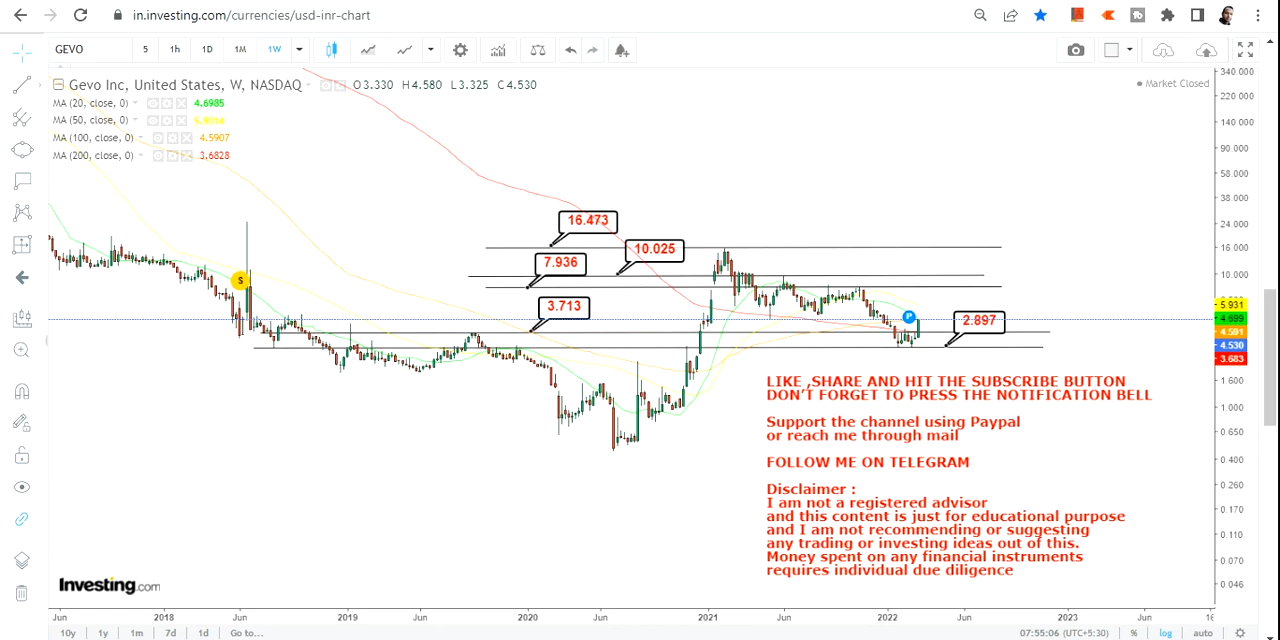 in.investing.com/currencies/usd-inr-chart
GEVO 5 1h 1D 1M 1W
Gevo Inc, United States, W, NASDAQ O3.330 H4.580 L3.325 C4.530
Market Closed
MA (20, close, 0) 4.6985
MA (50, close, 0)
MA (100, close, 0) 4.5907
MA (200, close, 0) 3.6828
340.000
220.000
140.000
90.000
58.000
38.000
24.000
16.000
10.000
5.931
4.699
4.591
4.530
3.683
1.600
1.000
0.650
0.400
0.260
0.170
0.110
0.070
0.046
S
P
16.473
10.025
7.936
3.713
2.897
LIKE ,SHARE AND HIT THE SUBSCRIBE BUTTON
DON'T FORGET TO PRESS THE NOTIFICATION BELL
Support the channel using Paypal
or reach me through mail
FOLLOW ME ON TELEGRAM
Disclaimer :
I am not a registered advisor
and this content is just for educational purpose
and I am not recommending or suggesting
any trading or investing ideas out of this.
Money spent on any financial instruments
requires individual due diligence
Investing.com
Jun 2018 Jun 2019 Jun 2020 Jun 2021 Jun 2022 Jun 2023 Jun 16
10y 1y 1m 7d 1d Go to... 07:55:06 (UTC+5:30) % log auto